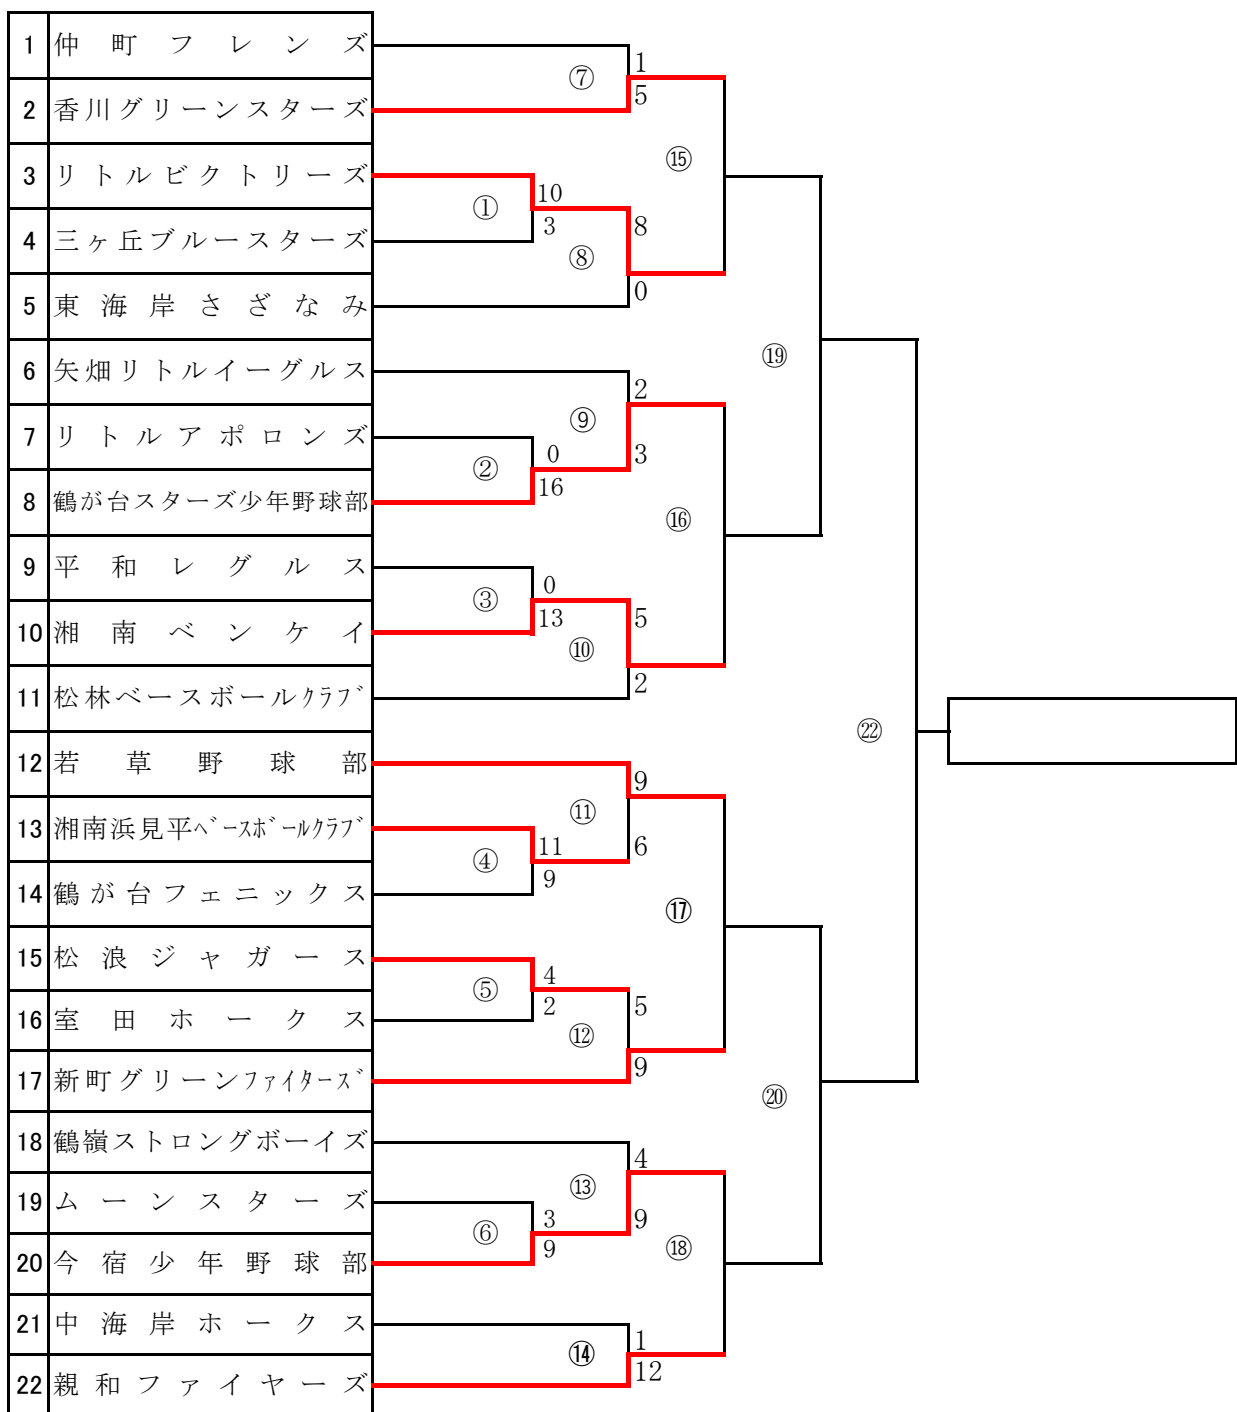 1 仲町フレンズ
2 香川グリーンスターズ
3 リトルビクトリーズ
4 三ヶ丘ブルースターズ
5 東海岸さざなみ
6 矢畑リトルイーグルス
7 リトルアポロンズ
8 鶴が台スターズ少年野球部
9 平和レグルス
10 湘南ベンケイ
11 松林ベースボールｸﾗﾌﾞ
12 若草野球部
13 湘南浜見平ﾍﾞｰｽﾎﾞｰﾙｸﾗﾌﾞ
14 鶴が台フェニックス
15 松浪ジャガース
16 室田ホークス
17 新町グリーンﾌｧｲﾀｰｽﾞ
18 鶴嶺ストロングボーイズ
19 ムーンスターズ
20 今宿少年野球部
21 中海岸ホークス
22 親和ファイヤーズ
① 10 3
② 0 16
③ 0 13
④ 11 9
⑤ 4 2
⑥ 3 9
⑦ 1 5
⑧ 8 0
⑨ 2 3
⑩ 5 2
⑪ 9 6
⑫ 5 9
⑬ 4 9
⑭ 1 12
⑮
⑯
⑰
⑱
⑲
⑳
㉒